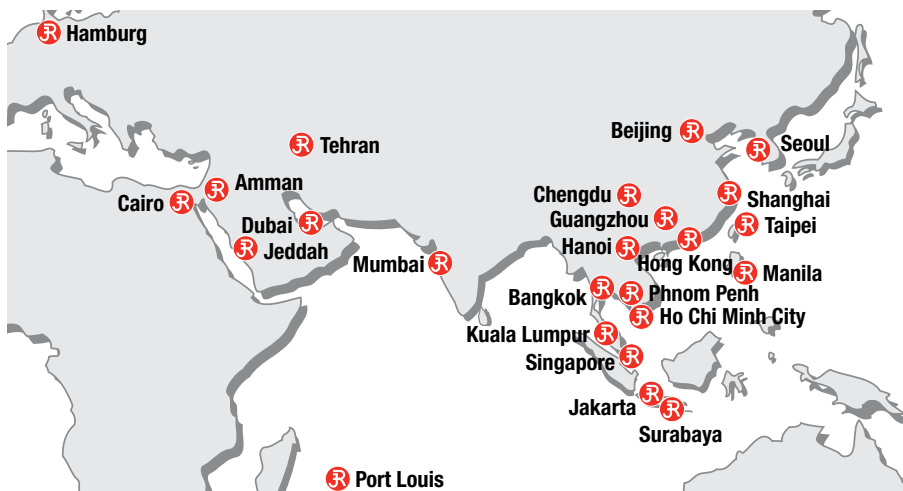 Hamburg
Beijing
Seoul
Tehran
Amman
Cairo
Chengdu
Shanghai
Guangzhou
Taipei
Dubai
Jeddah
Hanoi
Hong Kong
Mumbai
Manila
Bangkok
Phnom Penh
Ho Chi Minh City
Kuala Lumpur
Singapore
Jakarta
Surabaya
Port Louis